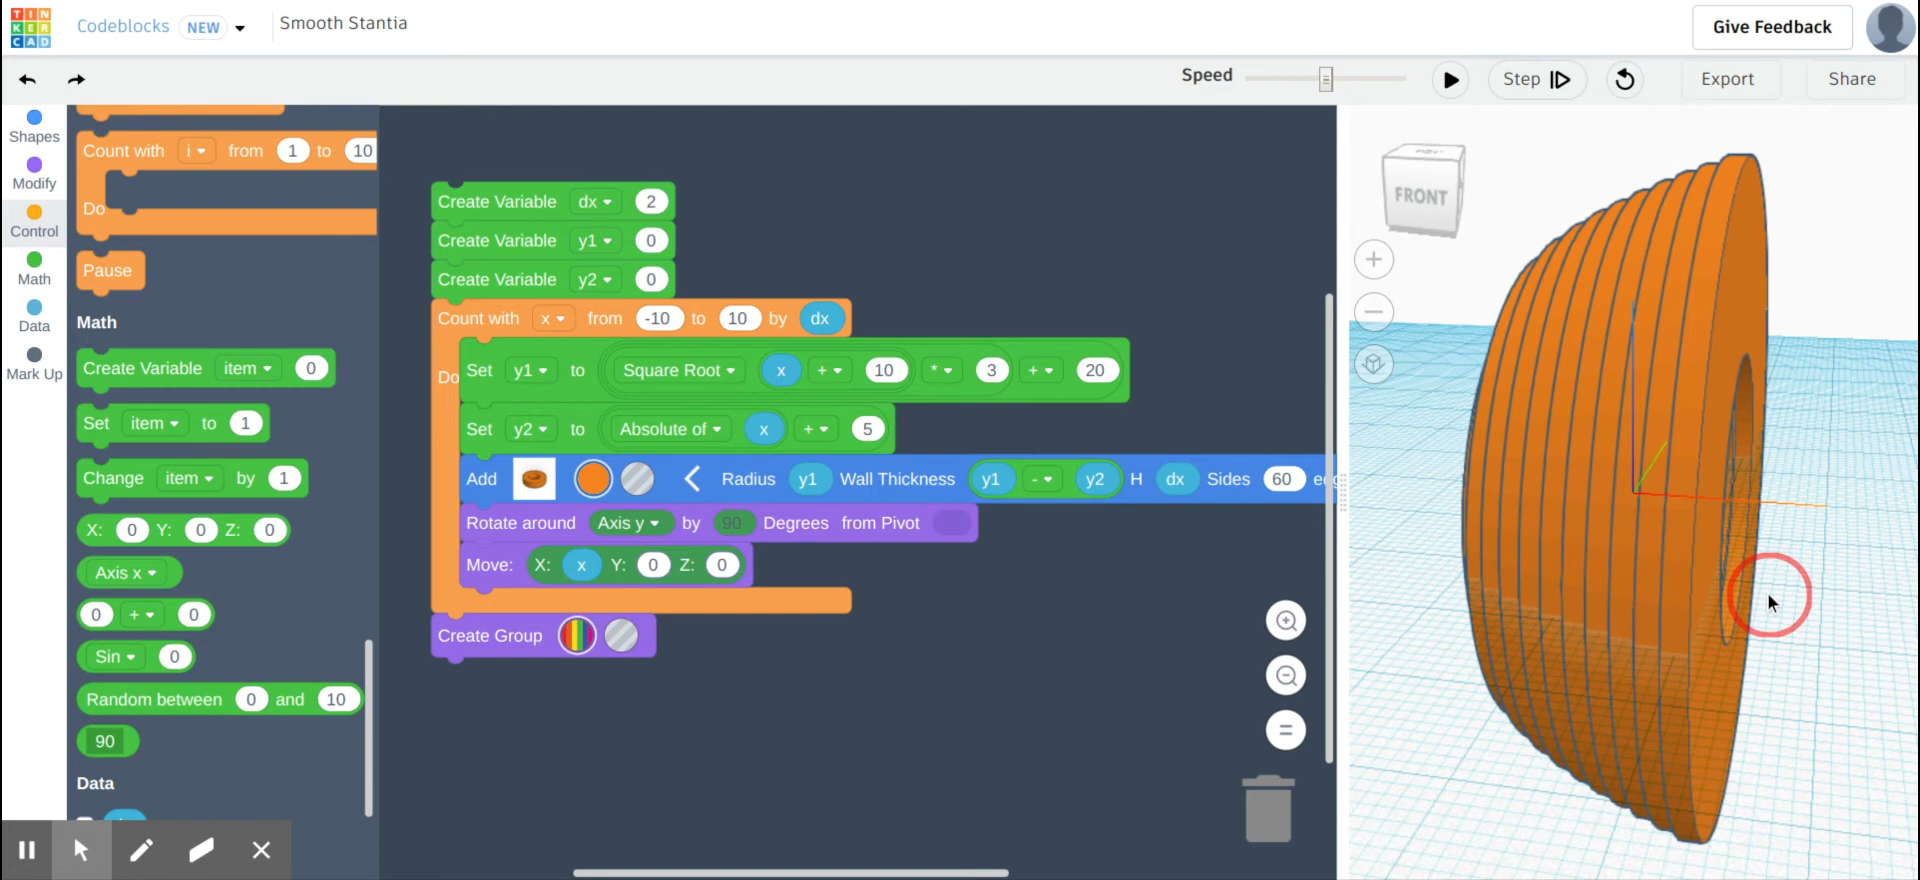 TIN
KER
CAD
Codeblocks NEW
Smooth Stantia
Give Feedback
Speed
Step
Export
Share
Shapes
Modify
Control
Math
Data
Mark Up
Count with i from 1 to 10
Do
Pause
Math
Create Variable item 0
Set item to 1
Change item by 1
X: 0 Y: 0 Z: 0
Axis x
0 + 0
Sin 0
Random between 0 and 10
90
Data
Create Variable dx 2
Create Variable y1 0
Create Variable y2 0
Count with x from -10 to 10 by dx
Do
Set y1 to Square Root x + 10 * 3 + 20
Set y2 to Absolute of x + 5
Add Radius y1 Wall Thickness y1 - y2 H dx Sides 60
Rotate around Axis y by 90 Degrees from Pivot
Move: X: x Y: 0 Z: 0
Create Group
FRONT